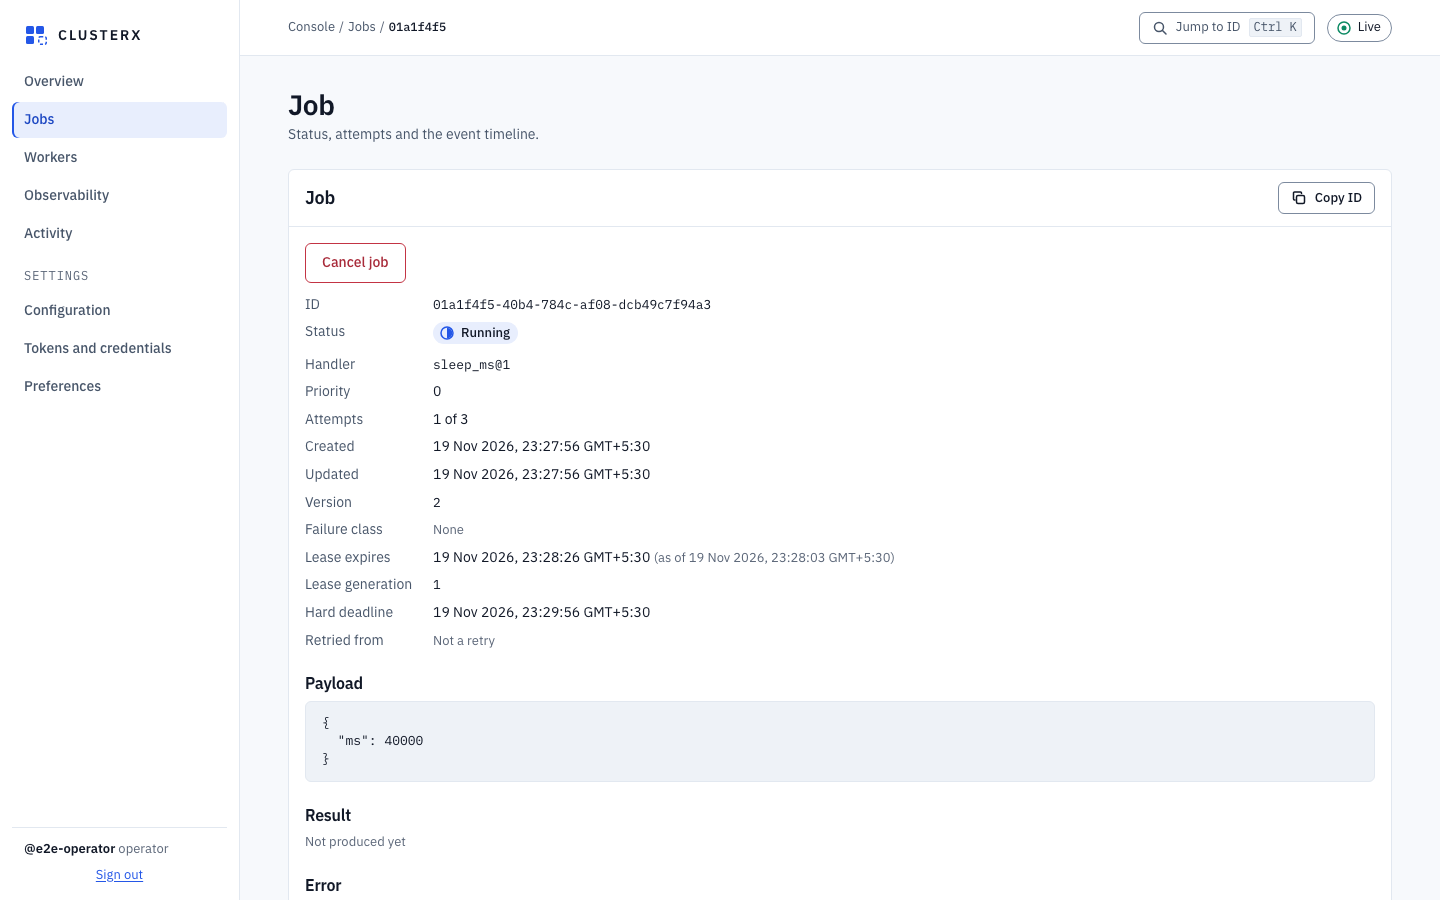 CLUSTERX
Overview
Jobs
Workers
Observability
Activity
SETTINGS
Configuration
Tokens and credentials
Preferences
@e2e-operator operator
Sign out
Console / Jobs / 01a1f4f5
Jump to ID Ctrl K
Live
Job
Status, attempts and the event timeline.
Job
Copy ID
Cancel job
ID 01a1f4f5-40b4-784c-af08-dcb49c7f94a3
Status Running
Handler sleep_ms@1
Priority 0
Attempts 1 of 3
Created 19 Nov 2026, 23:27:56 GMT+5:30
Updated 19 Nov 2026, 23:27:56 GMT+5:30
Version 2
Failure class None
Lease expires 19 Nov 2026, 23:28:26 GMT+5:30 (as of 19 Nov 2026, 23:28:03 GMT+5:30)
Lease generation 1
Hard deadline 19 Nov 2026, 23:29:56 GMT+5:30
Retried from Not a retry
Payload
{
"ms": 40000
}
Result
Not produced yet
Error